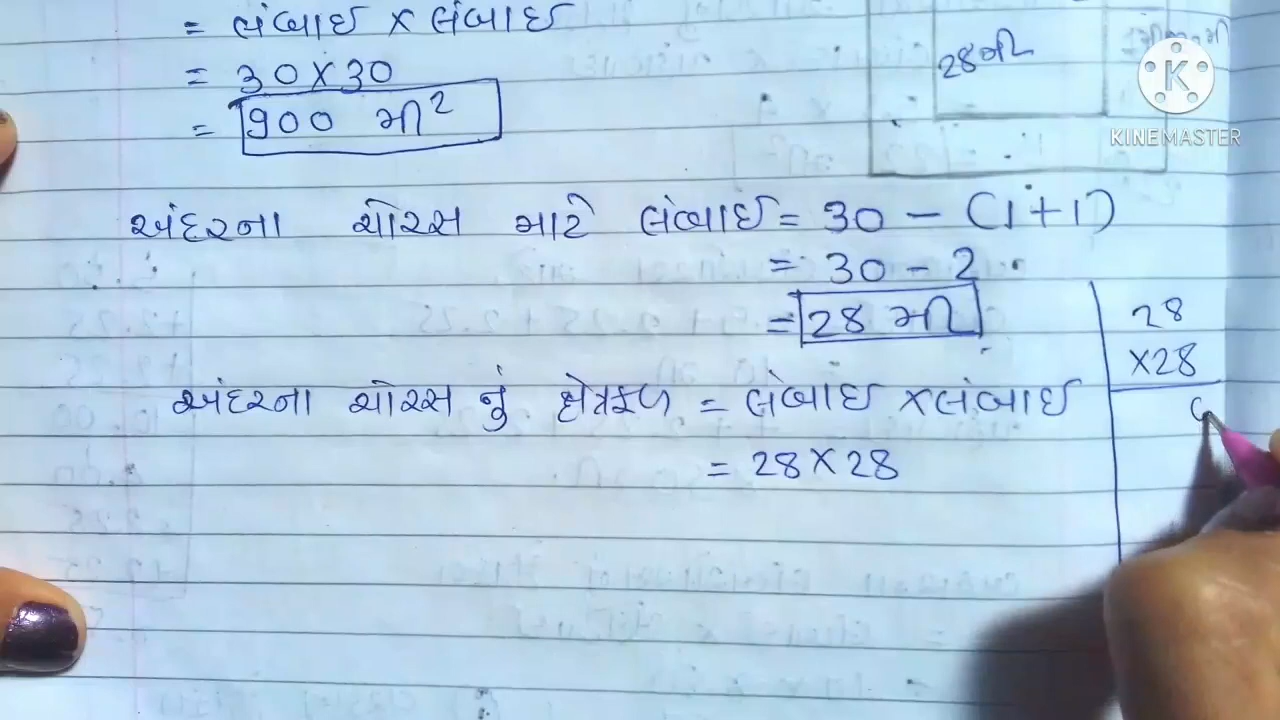 = લંબાઈ × લંબાઈ
= 30 × 30
= 900 મી²
28 મી
KINEMASTER
અંદરના ચોરસ માટે લંબાઈ = 30 - (1+1)
= 30 - 2
= 28 મી
28
×28
અંદરના ચોરસ નું ક્ષેત્રફળ = લંબાઈ × લંબાઈ
= 28 × 28